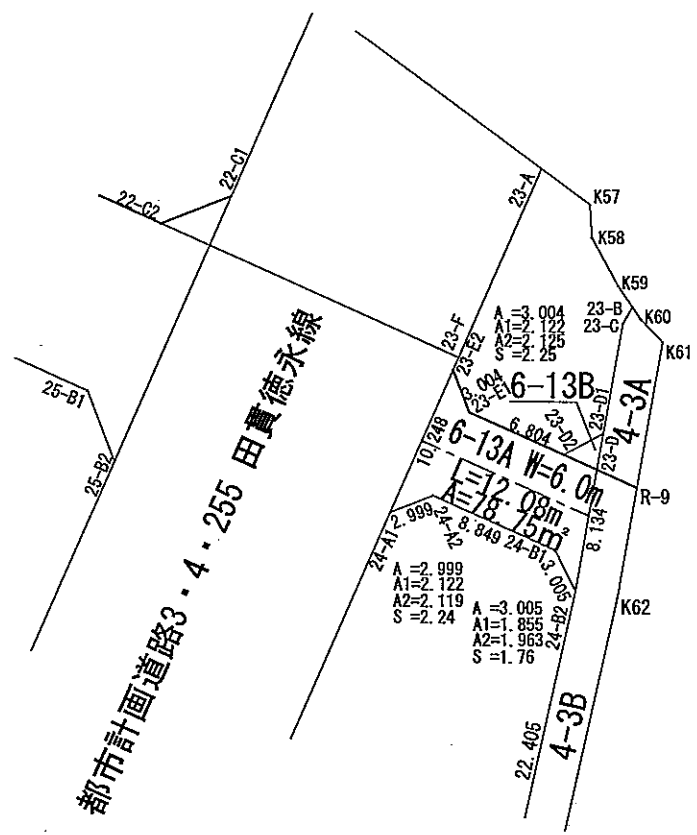 22-C1
22-C2
23-A
K57
K58
K59
23-B
K60
23-C
K61
A =3.004
A1=2.122
A2=2.125
S =2.25
23-F
23-E2
3.004
23-E1
6-13B
23-D1
4-3A
6.804
23-D2
23-D
25-B1
25-B2
10.248
6-13A W=6.0m
L=12.08m
A=78.75m²
R-9
8.134
2.999
24-A1
24-A2
8.849
24-B1
3.005
24-B2
A =2.999
A1=2.122
A2=2.119
S =2.24
A =3.005
A1=1.855
A2=1.963
S =1.76
K62
4-3B
22.405
都市計画道路3・4・255 田貫徳永線